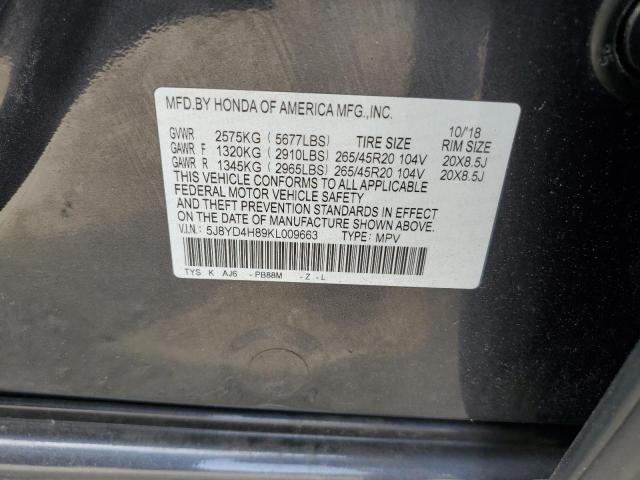 MFD.BY HONDA OF AMERICA MFG.,INC.
10/'18
GVWR 2575KG ( 5677LBS) TIRE SIZE RIM SIZE
GAWR F 1320KG ( 2910LBS) 265/45R20 104V 20X8.5J
GAWR R 1345KG ( 2965LBS) 265/45R20 104V 20X8.5J
THIS VEHICLE CONFORMS TO ALL APPLICABLE
FEDERAL MOTOR VEHICLE SAFETY
AND THEFT PREVENTION STANDARDS IN EFFECT
ON THE DATE OF MANUFACTURE SHOWN ABOVE.
V.I.N.: 5J8YD4H89KL009663 TYPE: MPV
TYS K AJ6 - PB88M - Z - L